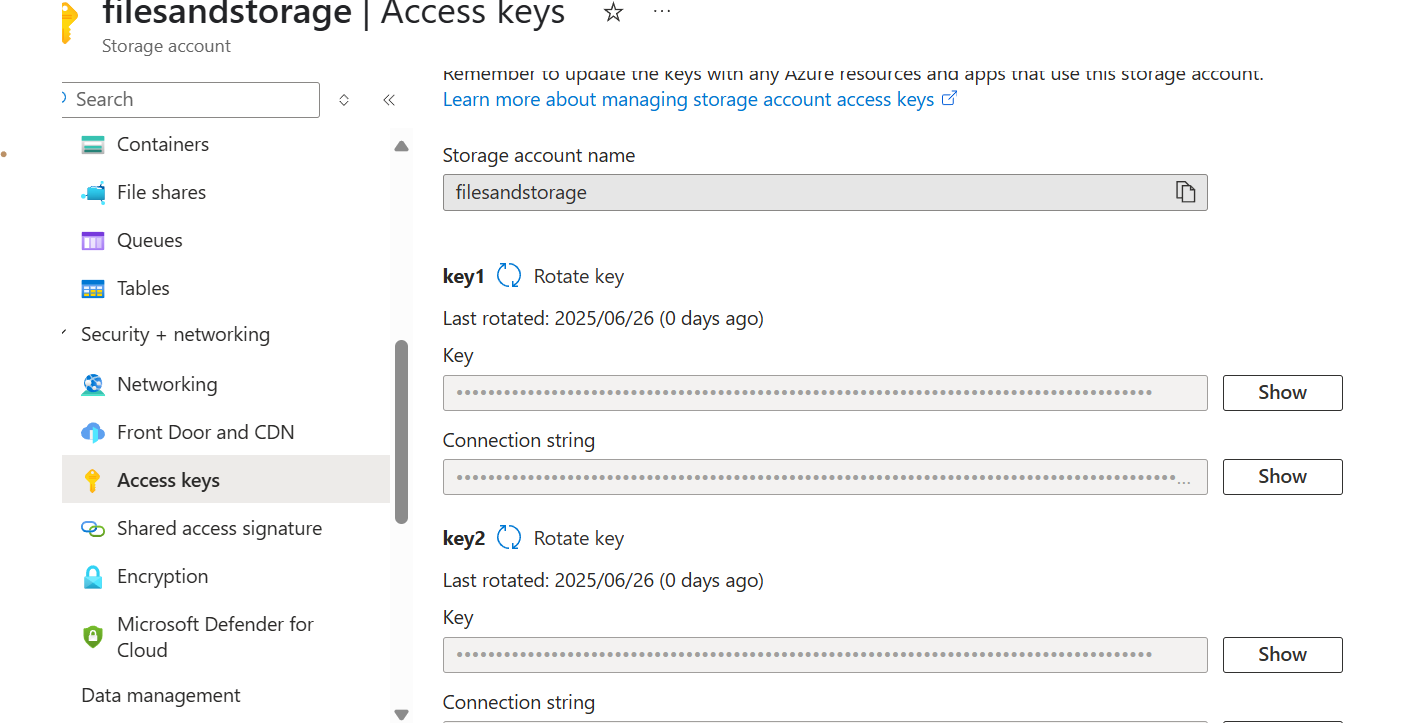 filesandstorage | Access keys
Storage account
Search
Containers
File shares
Queues
Tables
Security + networking
Networking
Front Door and CDN
Access keys
Shared access signature
Encryption
Microsoft Defender for
Cloud
Data management
Remember to update the keys with any Azure resources and apps that use this storage account.
Learn more about managing storage account access keys
Storage account name
filesandstorage
key1 Rotate key
Last rotated: 2025/06/26 (0 days ago)
Key
Show
Connection string
Show
key2 Rotate key
Last rotated: 2025/06/26 (0 days ago)
Key
Show
Connection string